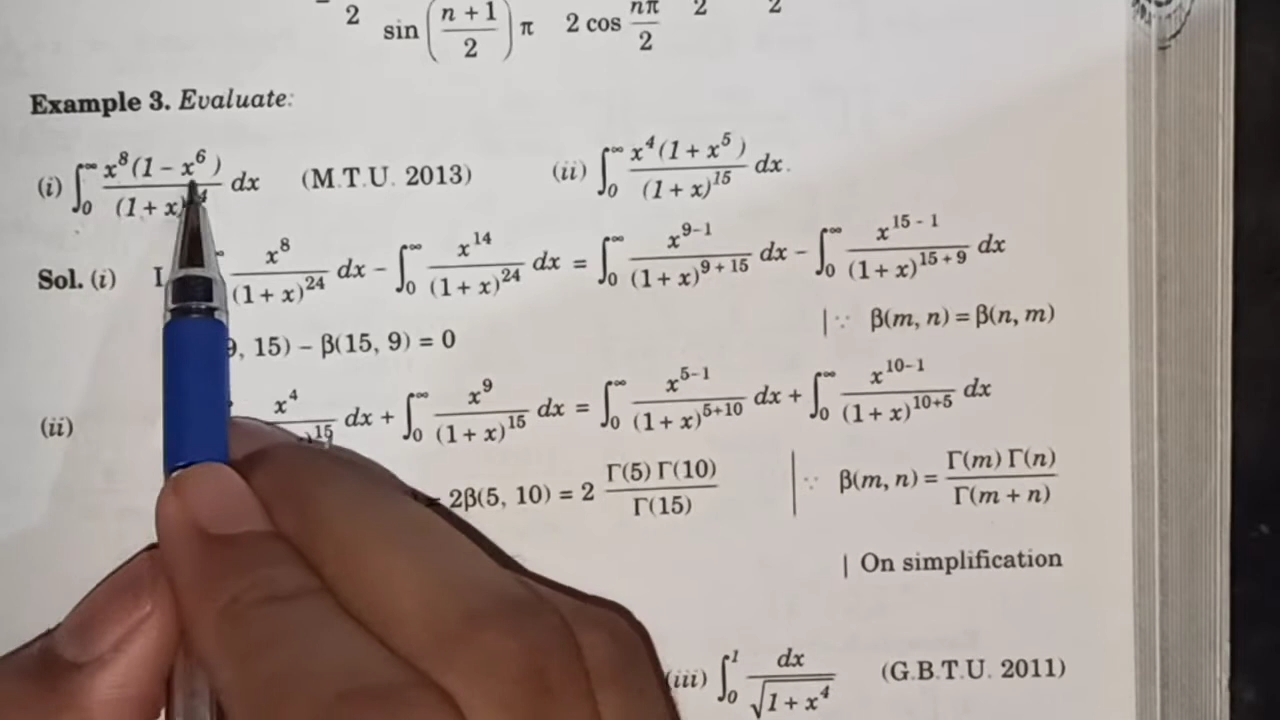 2 sin (n + 1 / 2) π 2 cos nπ / 2 2 2
Example 3. Evaluate:
(i) ∫₀^∞ x⁸(1 – x⁶) / (1 + x) dx (M.T.U. 2013) (ii) ∫₀^∞ x⁴(1 + x⁵) / (1 + x)¹⁵ dx.
Sol. (i) x⁸ / (1 + x)²⁴ dx – ∫₀^∞ x¹⁴ / (1 + x)²⁴ dx = ∫₀^∞ x⁹⁻¹ / (1 + x)⁹⁺¹⁵ dx – ∫₀^∞ x¹⁵⁻¹ / (1 + x)¹⁵⁺⁹ dx
, 15) – β(15, 9) = 0 | ∵ β(m, n) = β(n, m)
(ii) x⁴ / ¹⁵ dx + ∫₀^∞ x⁹ / (1 + x)¹⁵ dx = ∫₀^∞ x⁵⁻¹ / (1 + x)⁵⁺¹⁰ dx + ∫₀^∞ x¹⁰⁻¹ / (1 + x)¹⁰⁺⁵ dx
2β(5, 10) = 2 Γ(5) Γ(10) / Γ(15) | ∵ β(m, n) = Γ(m) Γ(n) / Γ(m + n)
| On simplification
(iii) ∫₀¹ dx / √(1 + x⁴) (G.B.T.U. 2011)